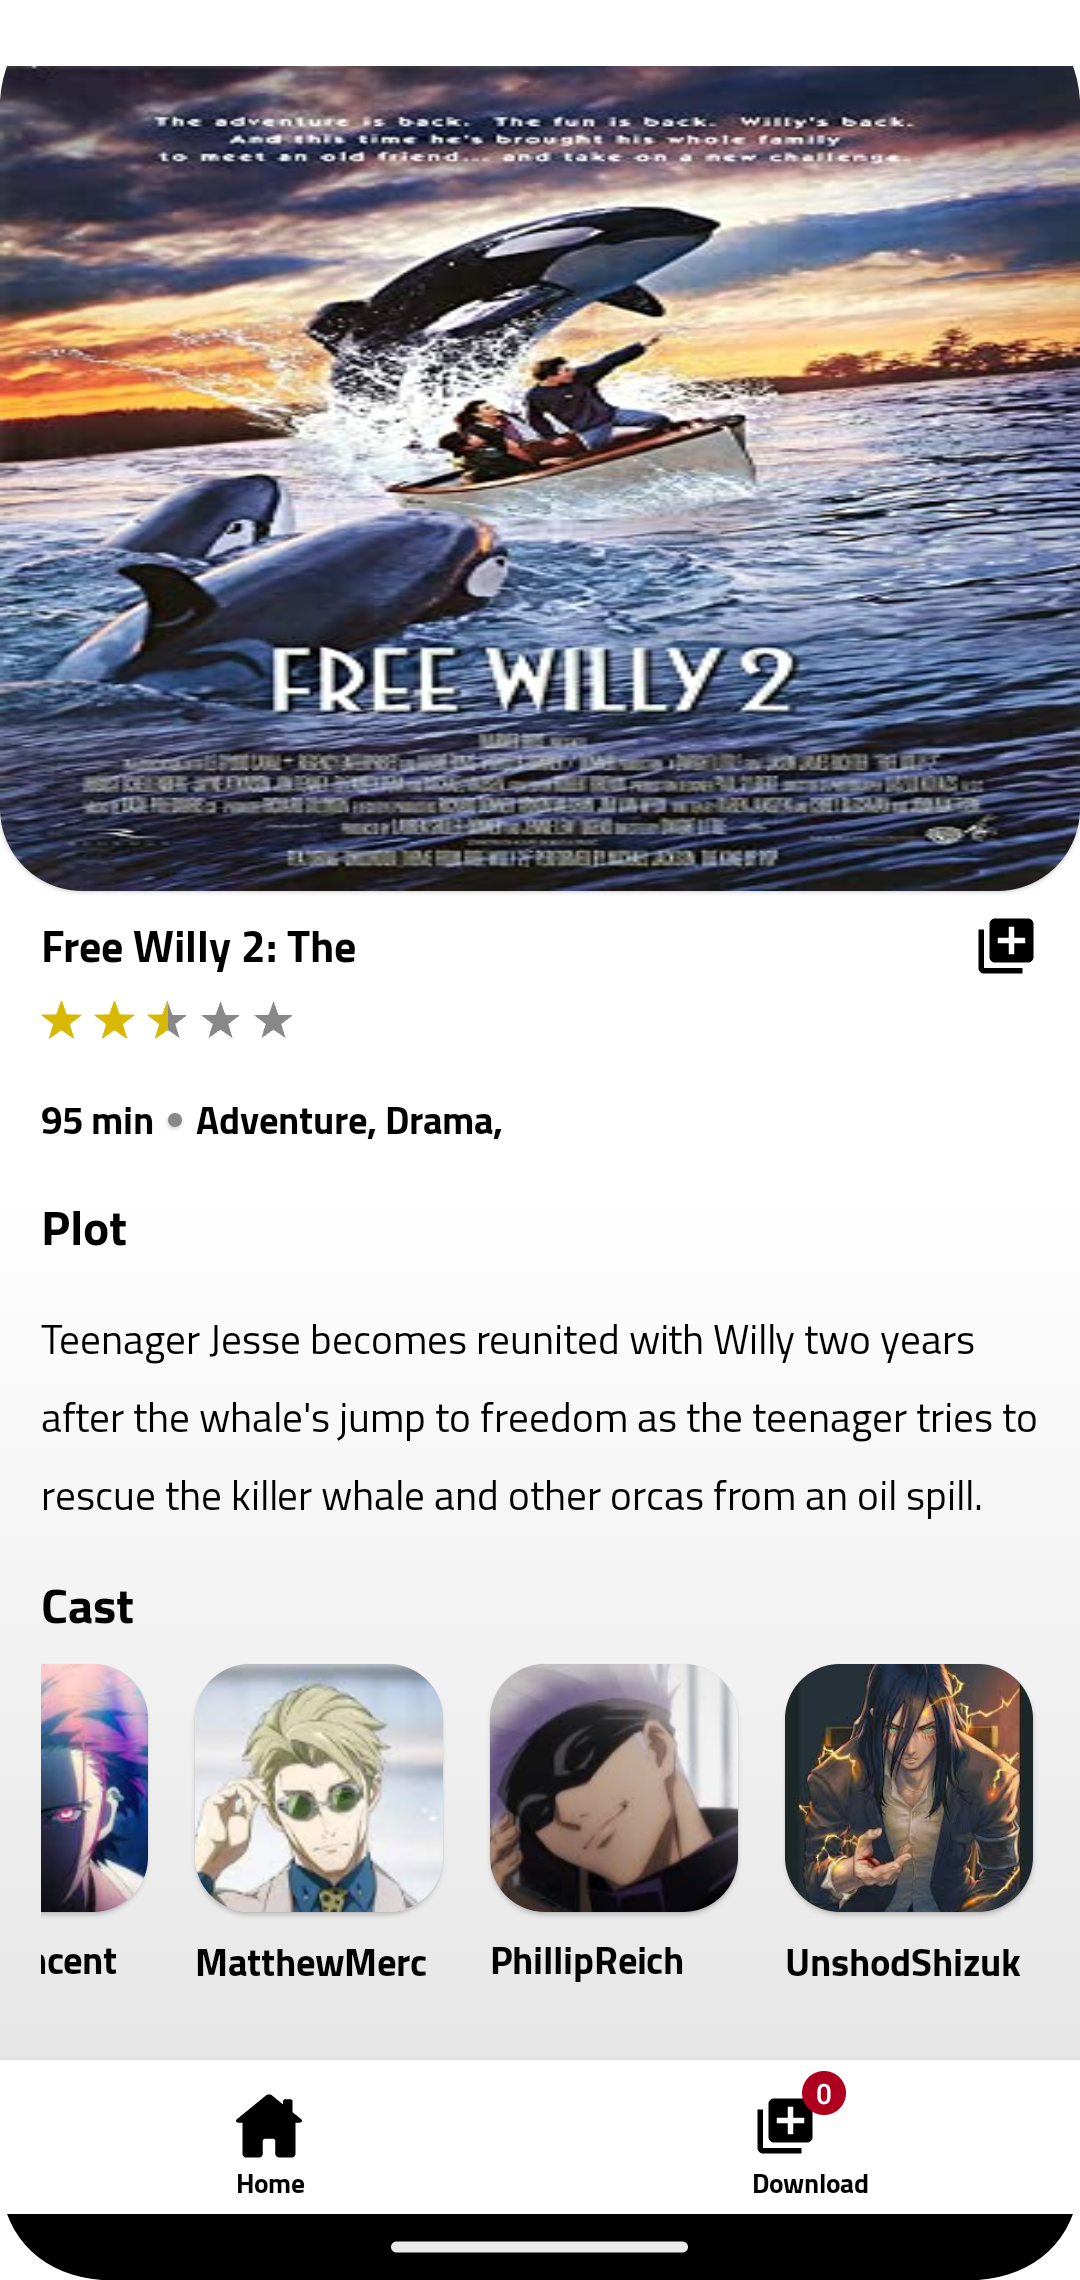 The adventure is back. The fun is back. Willy's back.
And this time he's brought his whole family
to meet an old friend... and take on a new challenge.
FREE WILLY 2
Free Willy 2: The
95 min
Adventure, Drama,
Plot
Teenager Jesse becomes reunited with Willy two years
after the whale's jump to freedom as the teenager tries to
rescue the killer whale and other orcas from an oil spill.
Cast
cent
MatthewMerc
PhillipReich
UnshodShizuk
0
Home
Download